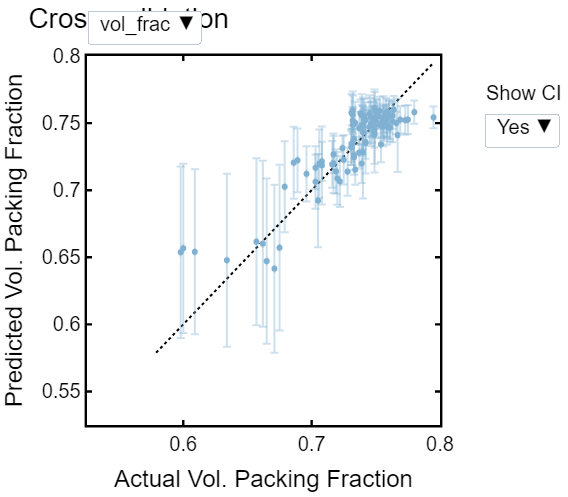 Cros
on
vol_frac ▼
Show CI
Yes ▼
Predicted Vol. Packing Fraction
0.8
0.75
0.7
0.65
0.6
0.55
0.6 0.7 0.8
Actual Vol. Packing Fraction